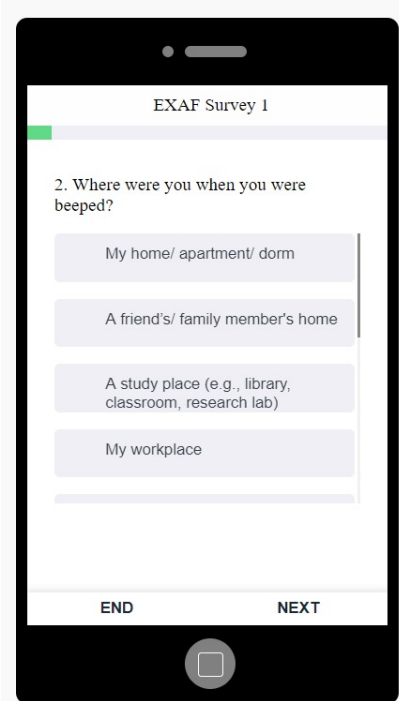 EXAF Survey 1
2. Where were you when you were
beeped?
My home/ apartment/ dorm
A friend's/ family member's home
A study place (e.g., library,
classroom, research lab)
My workplace
END
NEXT